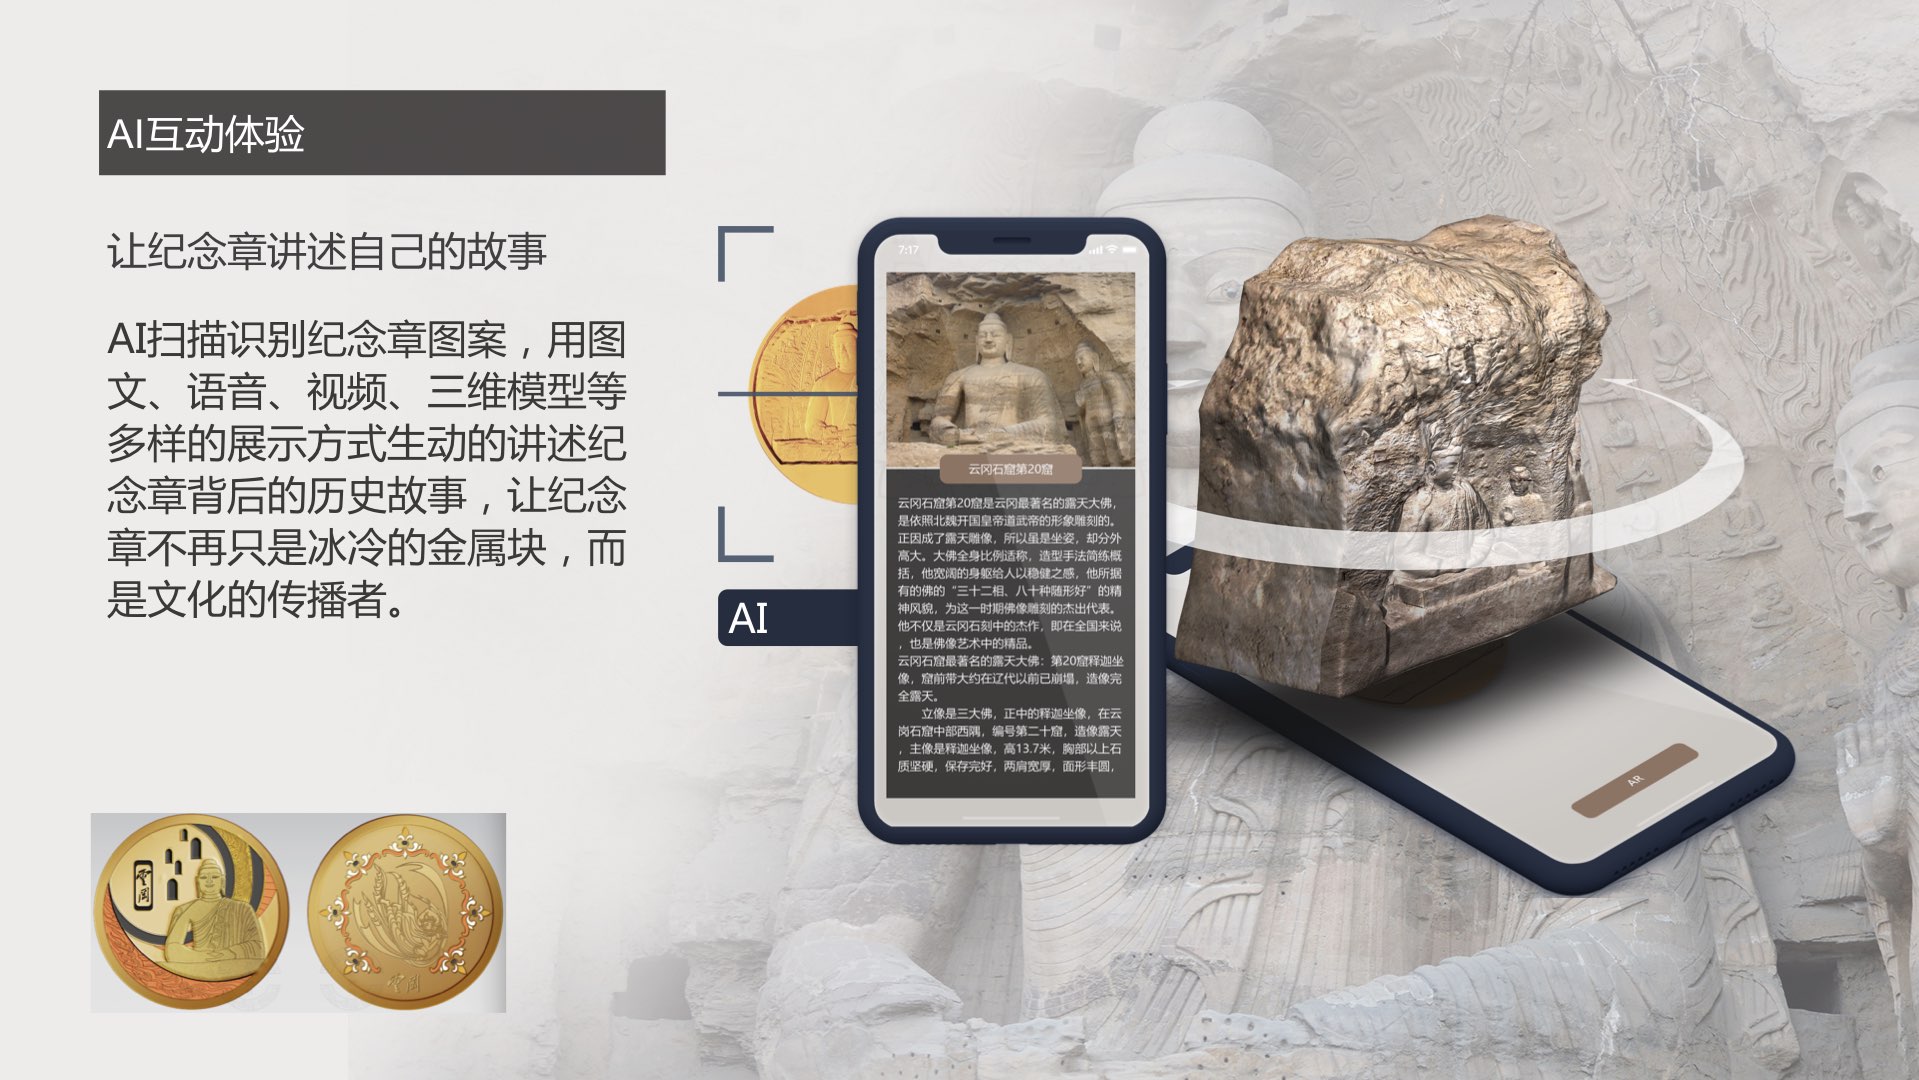 AI互动体验
让纪念章讲述自己的故事
AI扫描识别纪念章图案，用图
文、语音、视频、三维模型等
多样的展示方式生动的讲述纪
念章背后的历史故事，让纪念
章不再只是冰冷的金属块，而
是文化的传播者。
AI
7:17
云冈石窟第20窟
云冈石窟第20窟是云冈最著名的露天大佛，
是依照北魏开国皇帝道武帝的形象雕刻的。
正因成了露天雕像，所以虽是坐姿，却分外
高大。大佛全身比例适称，造型手法简练概
括，他宽阔的身躯给人以稳健之感，他所据
有的佛的“三十二相、八十种随形好”的精
神风貌，为这一时期佛像雕刻的杰出代表。
他不仅是云冈石刻中的杰作，即在全国来说
，也是佛像艺术中的精品。
云冈石窟最著名的露天大佛：第20窟释迦坐
像，窟前带大约在辽代以前已崩塌，造像完
全露天。
立像是三大佛，正中的释迦坐像，在云
岗石窟中部西隅，编号第二十窟，造像露天
，主像是释迦坐像，高13.7米，胸部以上石
质坚硬，保存完好，两肩宽厚，面形丰圆，
AR
雲岡
雲岡